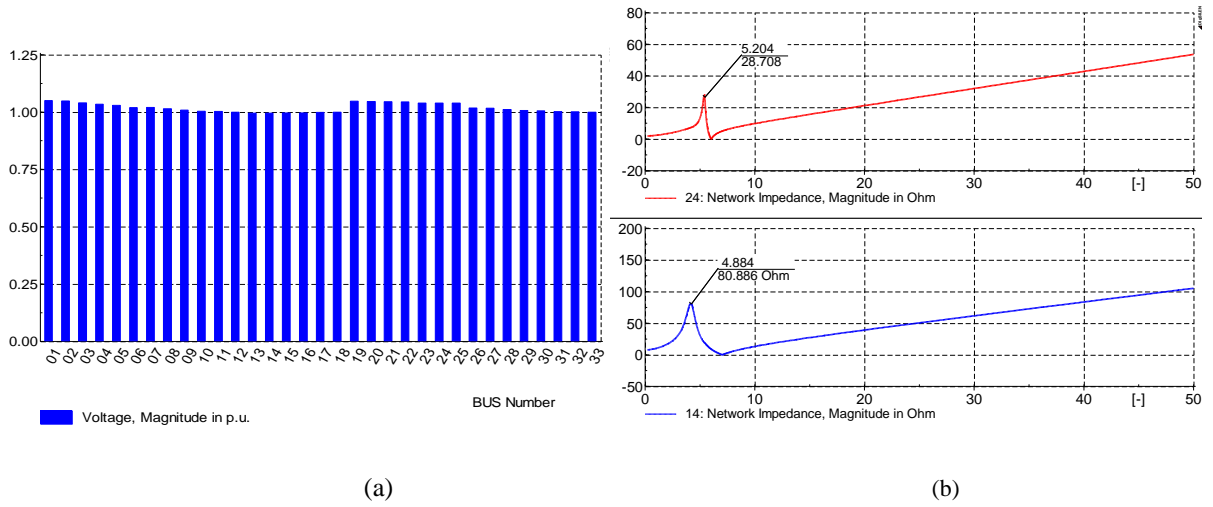 1.25
1.00
0.75
0.50
0.25
0.00
01 02 03 04 05 06 07 08 09 10 11 12 13 14 15 16 17 18 19 20 21 22 23 24 25 26 27 28 29 30 31 32 33
BUS Number
Voltage, Magnitude in p.u.
(a)
80
60
40
20
0
-20
5.204
28.708
0 10 20 30 40 [-] 50
24: Network Impedance, Magnitude in Ohm
200
150
100
50
0
-50
4.884
80.886 Ohm
0 10 20 30 40 [-] 50
14: Network Impedance, Magnitude in Ohm
(b)